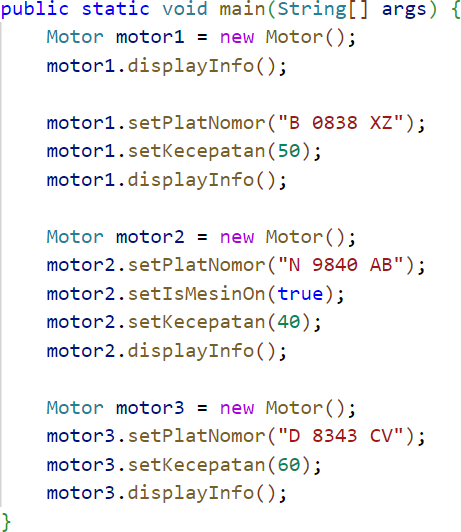 public static void main(String[] args) {
    Motor motor1 = new Motor();
    motor1.displayInfo();

    motor1.setPlatNomor("B 0838 XZ");
    motor1.setKecepatan(50);
    motor1.displayInfo();

    Motor motor2 = new Motor();
    motor2.setPlatNomor("N 9840 AB");
    motor2.setIsMesinOn(true);
    motor2.setKecepatan(40);
    motor2.displayInfo();

    Motor motor3 = new Motor();
    motor3.setPlatNomor("D 8343 CV");
    motor3.setKecepatan(60);
    motor3.displayInfo();
}